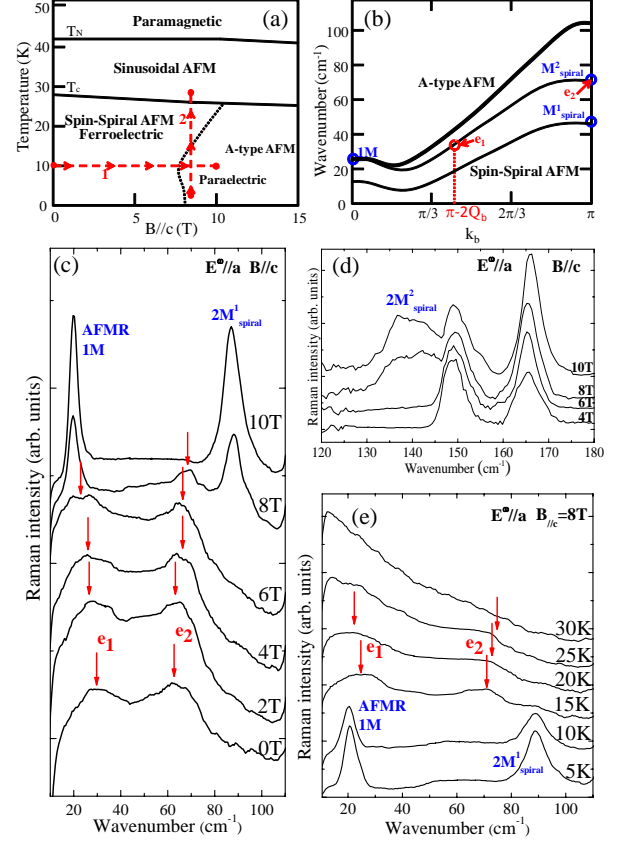 (a)
Paramagnetic
T_N
Sinusoidal AFM
T_c
Spin-Spiral AFM
Ferroelectric
2
A-type AFM
1
Paraelectric
Temperature (K)
0
10
20
30
40
50
0
5
10
15
B//c (T)
(b)
A-type AFM
M²spiral
e₂
M¹spiral
1M
e₁
Spin-Spiral AFM
Wavenumber (cm⁻¹)
0
20
40
60
80
100
0
π/3
π-2Q_b
2π/3
π
k_b
(c)
E^ω//a B//c
2M¹spiral
AFMR
1M
10T
8T
6T
4T
2T
0T
e₁
e₂
Raman intensity (arb. units)
10 20 40 60 80 100
Wavenumber (cm⁻¹)
(d)
E^ω//a B//c
2M²spiral
10T
8T
6T
4T
Raman intensity (arb. units)
120 130 140 150 160 170 180
Wavenumber (cm⁻¹)
(e)
E^ω//a B//c=8T
30K
25K
20K
15K
10K
5K
e₁
e₂
AFMR
1M
2M¹spiral
Raman intensity (arb. units)
20 40 60 80 100
Wavenumber (cm⁻¹)